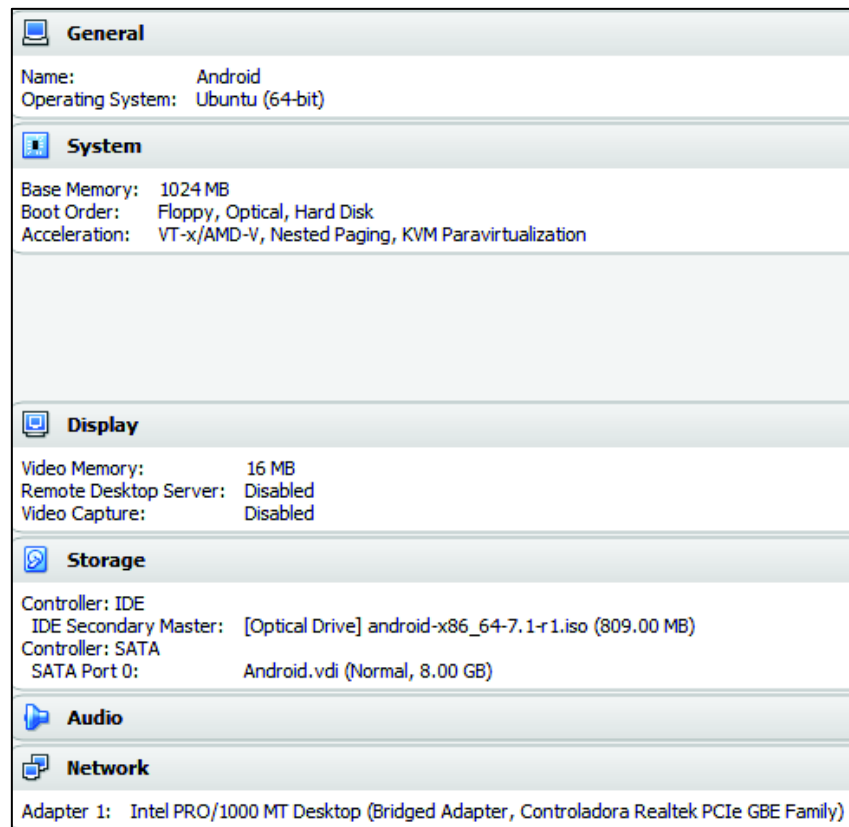 General
Name: Android
Operating System: Ubuntu (64-bit)
System
Base Memory: 1024 MB
Boot Order: Floppy, Optical, Hard Disk
Acceleration: VT-x/AMD-V, Nested Paging, KVM Paravirtualization
Display
Video Memory: 16 MB
Remote Desktop Server: Disabled
Video Capture: Disabled
Storage
Controller: IDE
IDE Secondary Master: [Optical Drive] android-x86_64-7.1-r1.iso (809.00 MB)
Controller: SATA
SATA Port 0: Android.vdi (Normal, 8.00 GB)
Audio
Network
Adapter 1: Intel PRO/1000 MT Desktop (Bridged Adapter, Controladora Realtek PCIe GBE Family)